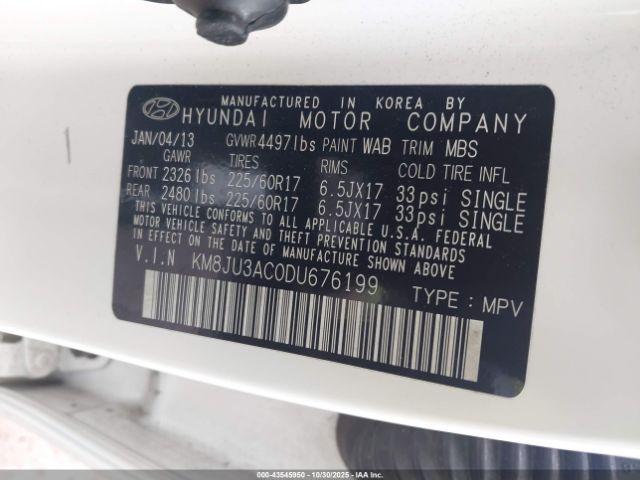 MANUFACTURED IN KOREA BY
HYUNDAI MOTOR COMPANY
JAN/04/13 GVWR 4497lbs PAINT WAB TRIM MBS
GAWR TIRES RIMS COLD TIRE INFL
FRONT 2326lbs 225/60R17 6.5JX17 33psi SINGLE
REAR 2480lbs 225/60R17 6.5JX17 33psi SINGLE
THIS VEHICLE CONFORMS TO ALL APPLICABLE U.S.A. FEDERAL
MOTOR VEHICLE SAFETY AND THEFT PREVENTION STANDARDS
IN EFFECT ON THE DATE OF MANUFACTURE SHOWN ABOVE.
V.I.N KM8JU3AC0DU676199
TYPE : MPV
000-43545950 - 10/30/2025 - IAA Inc.